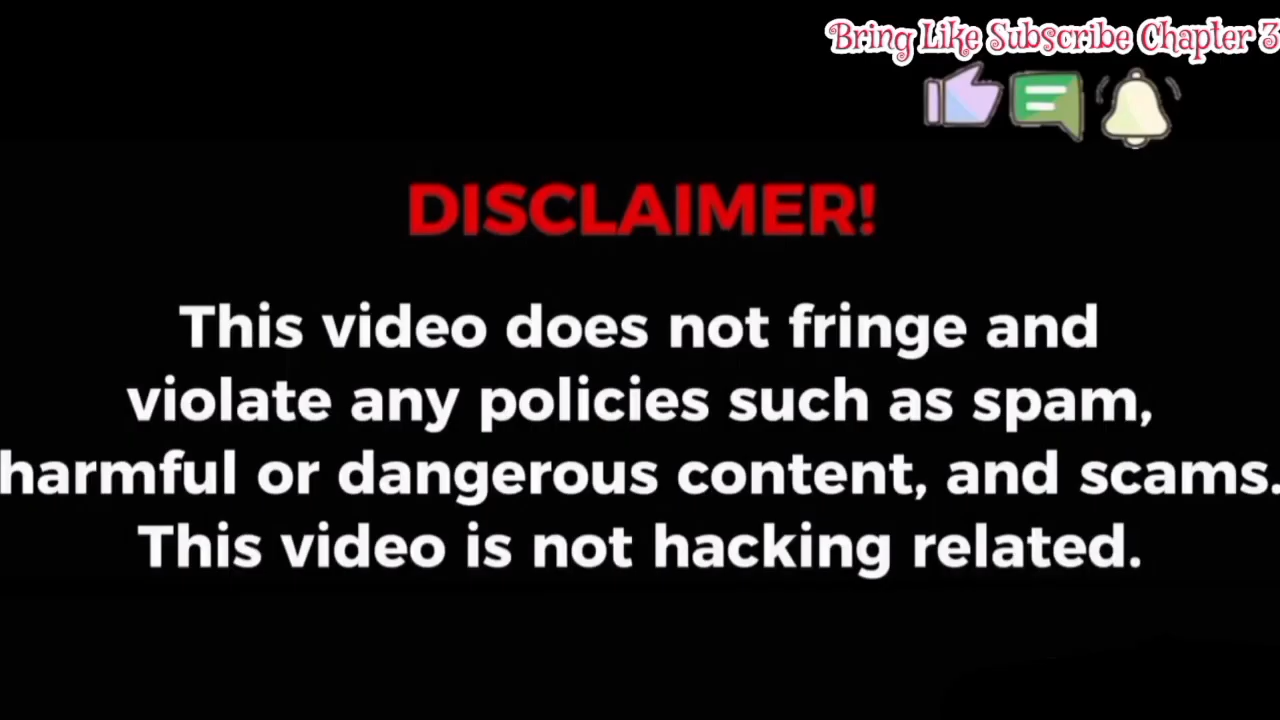 Bring Like Subscribe Chapter 3
DISCLAIMER!
This video does not fringe and
violate any policies such as spam,
harmful or dangerous content, and scams.
This video is not hacking related.